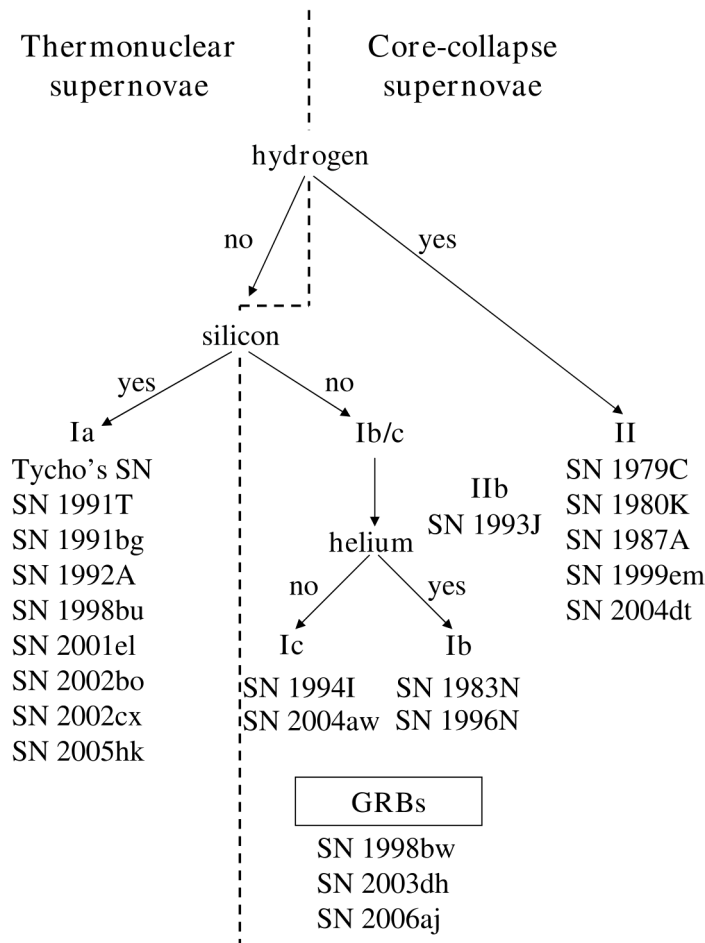 Thermonuclear
supernovae
Core-collapse
supernovae
hydrogen
no
yes
silicon
yes
no
Ia
Tycho's SN
SN 1991T
SN 1991bg
SN 1992A
SN 1998bu
SN 2001el
SN 2002bo
SN 2002cx
SN 2005hk
Ib/c
IIb
SN 1993J
helium
no
yes
Ic
SN 1994I
SN 2004aw
Ib
SN 1983N
SN 1996N
II
SN 1979C
SN 1980K
SN 1987A
SN 1999em
SN 2004dt
GRBs
SN 1998bw
SN 2003dh
SN 2006aj